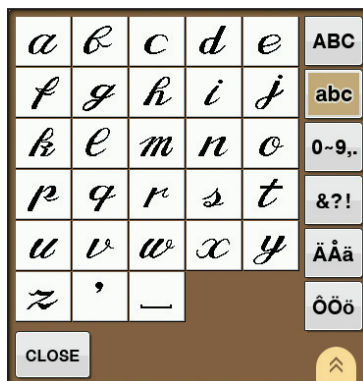 a b c d e ABC
f g h i j abc
k l m n o 0~9,.
p q r s t &?!
u v w x y ÄÅä
z ' ÔÖö
CLOSE